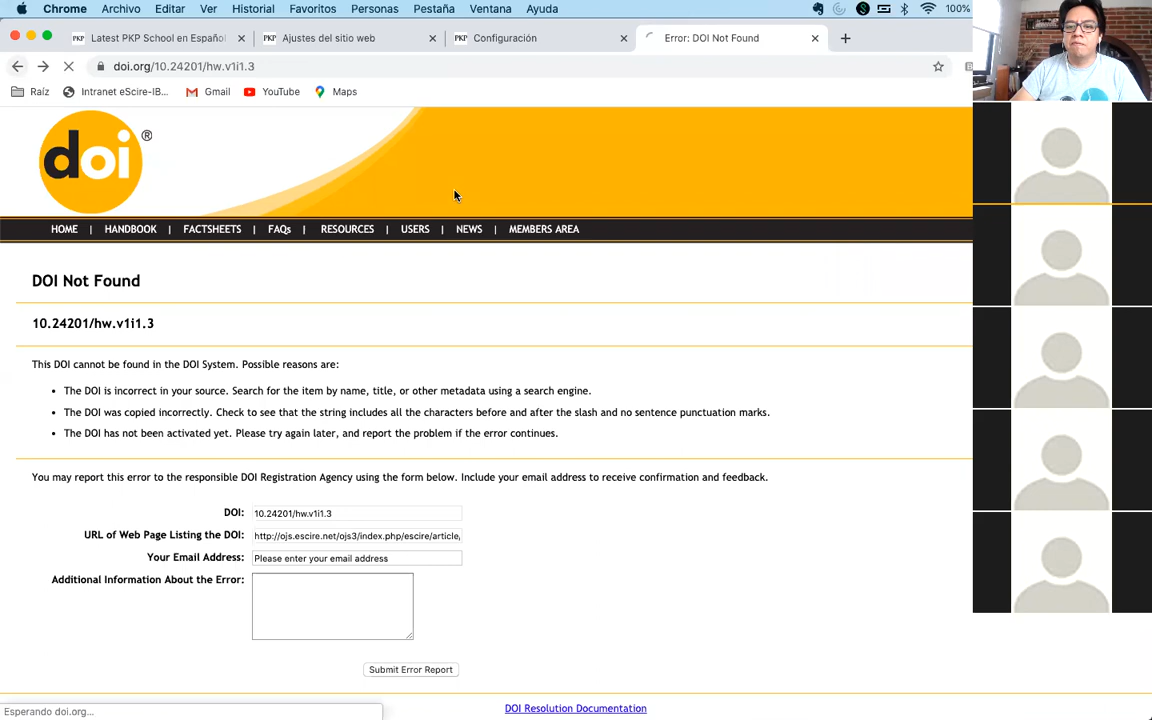 Chrome Archivo Editar Ver Historial Favoritos Personas Pestaña Ventana Ayuda 100%
PKP Latest PKP School en Español PKP Ajustes del sitio web PKP Configuración Error: DOI Not Found
doi.org/10.24201/hw.v1i1.3
Raíz Intranet eScire-IB... Gmail YouTube Maps
doi ®
HOME | HANDBOOK | FACTSHEETS | FAQs | RESOURCES | USERS | NEWS | MEMBERS AREA
DOI Not Found
10.24201/hw.v1i1.3
This DOI cannot be found in the DOI System. Possible reasons are:
• The DOI is incorrect in your source. Search for the item by name, title, or other metadata using a search engine.
• The DOI was copied incorrectly. Check to see that the string includes all the characters before and after the slash and no sentence punctuation marks.
• The DOI has not been activated yet. Please try again later, and report the problem if the error continues.
You may report this error to the responsible DOI Registration Agency using the form below. Include your email address to receive confirmation and feedback.
DOI: 10.24201/hw.v1i1.3
URL of Web Page Listing the DOI: http://ojs.escire.net/ojs3/index.php/escire/article,
Your Email Address: Please enter your email address
Additional Information About the Error:
Submit Error Report
Esperando doi.org...
DOI Resolution Documentation